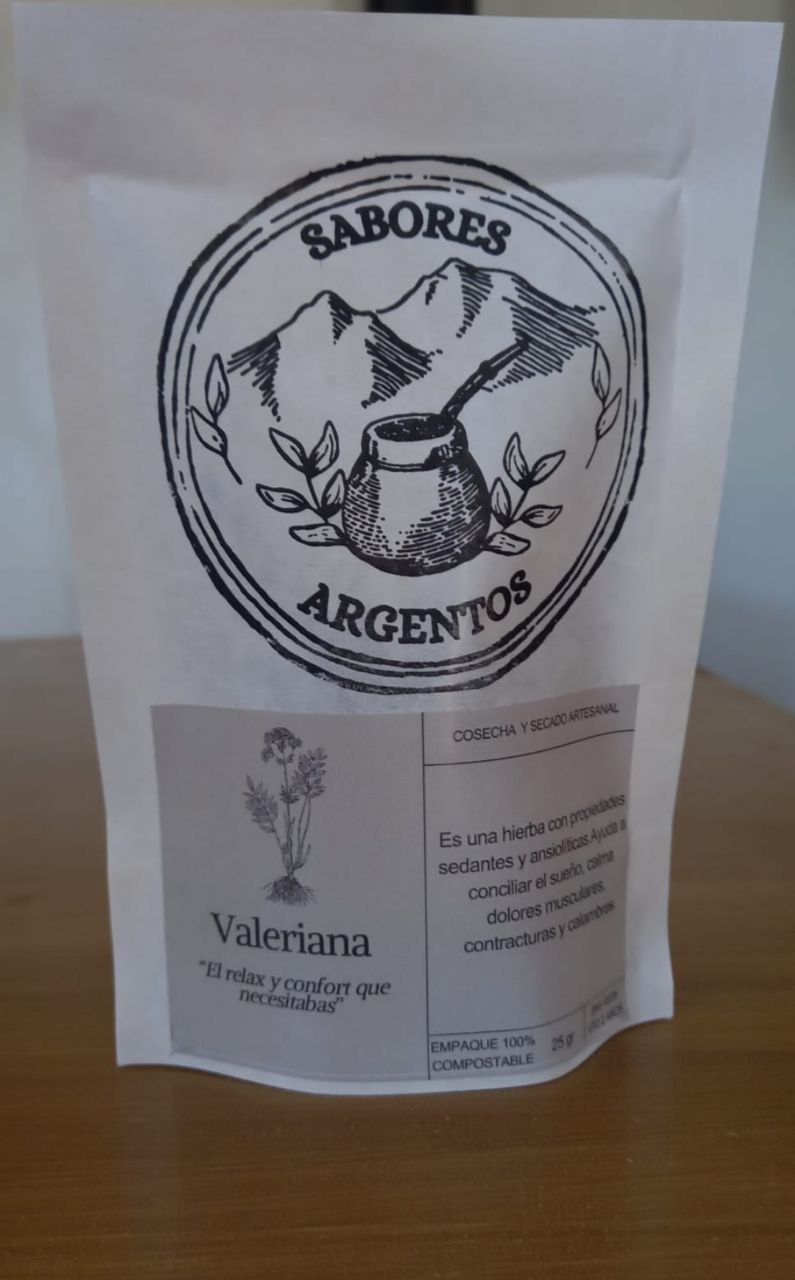 SABORES
ARGENTOS
Valeriana
“El relax y confort que
necesitabas”
COSECHA Y SECADO ARTESANAL
Es una hierba con propiedades
sedantes y ansiolíticas Ayuda a
conciliar el sueño, calma
dolores musculares,
contracturas y calambres
EMPAQUE 100%
COMPOSTABLE
25 gr